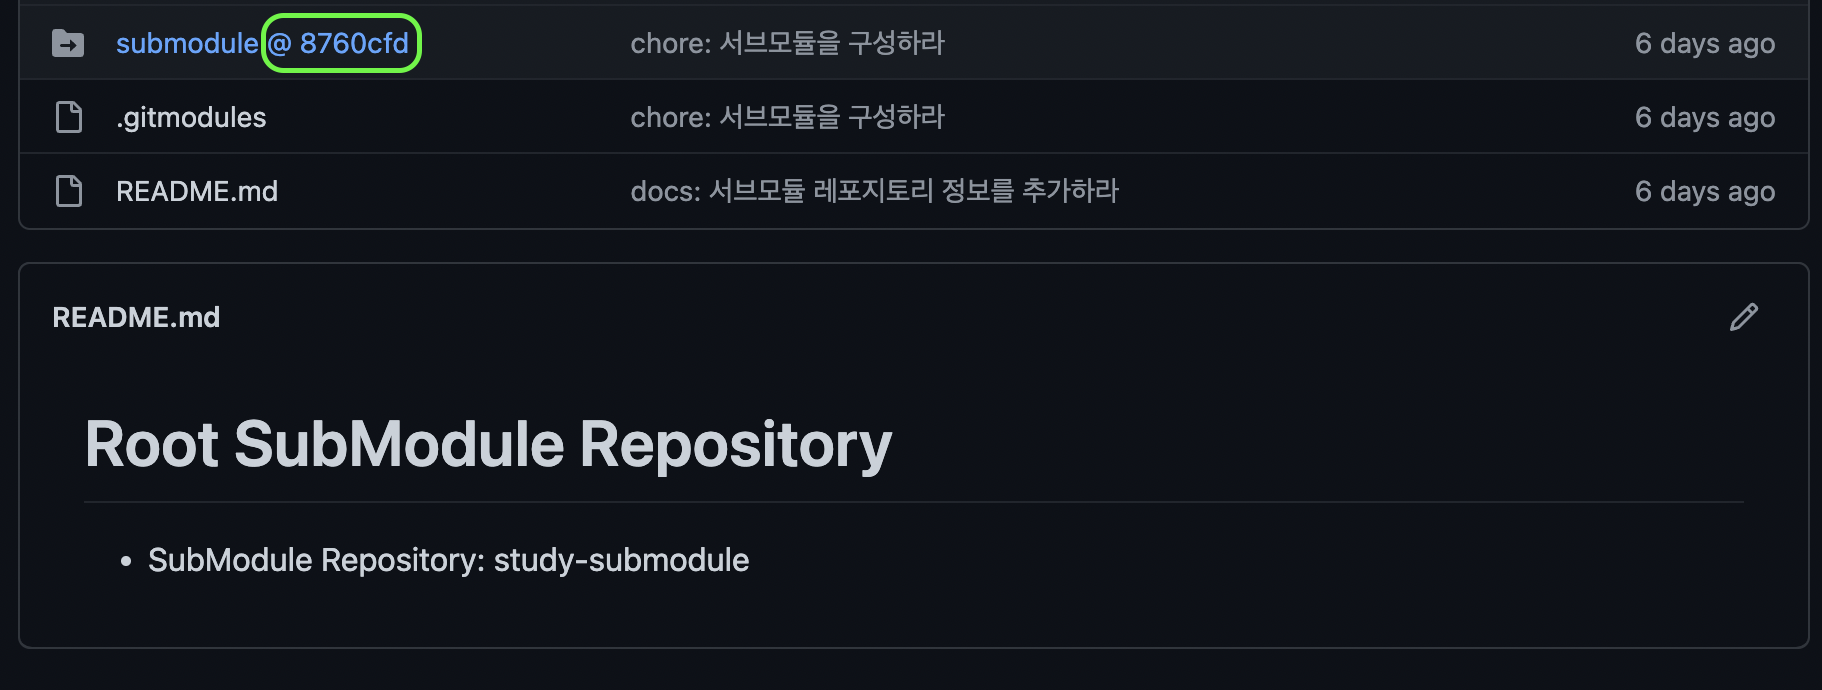 submodule @ 8760cfd chore: 서브모듈을 구성하라 6 days ago
.gitmodules chore: 서브모듈을 구성하라 6 days ago
README.md docs: 서브모듈 레포지토리 정보를 추가하라 6 days ago
README.md
Root SubModule Repository
• SubModule Repository: study-submodule